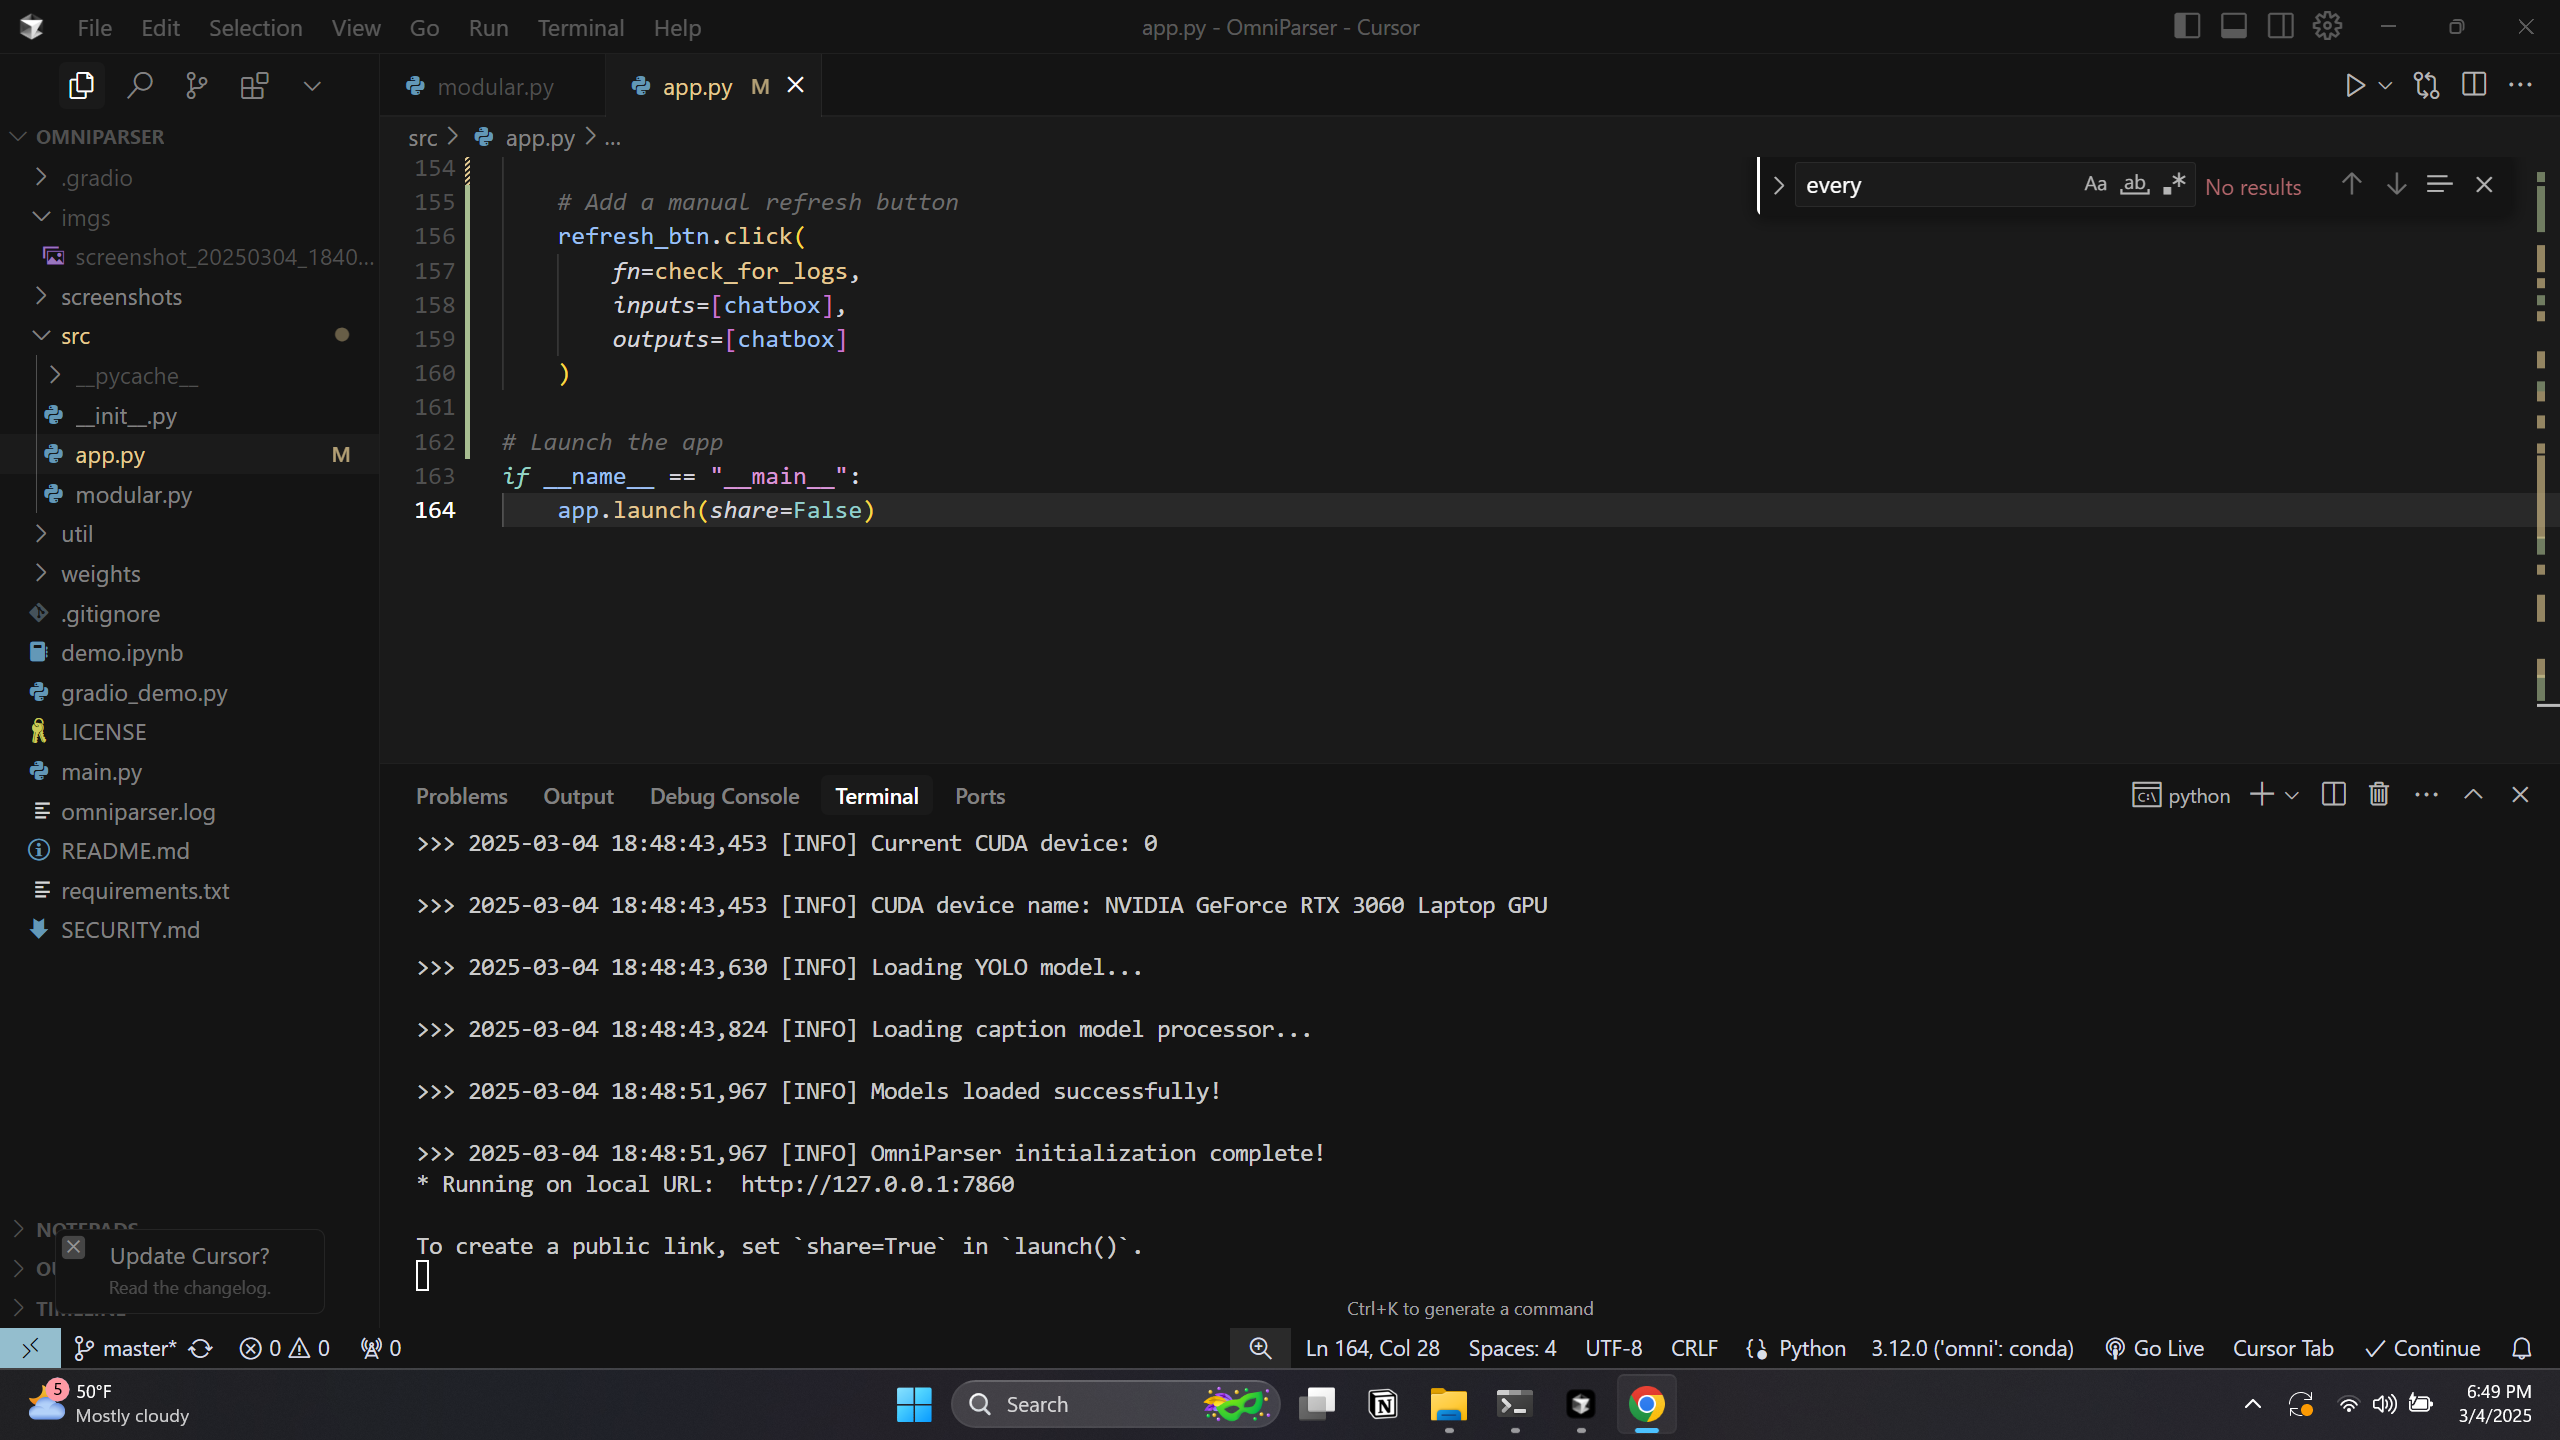 File Edit Selection View Go Run Terminal Help
app.py - OmniParser - Cursor
modular.py
app.py M
OMNIPARSER
.gradio
imgs
screenshot_20250304_1840...
screenshots
src
__pycache__
__init__.py
app.py M
modular.py
util
weights
.gitignore
demo.ipynb
gradio_demo.py
LICENSE
main.py
omniparser.log
README.md
requirements.txt
SECURITY.md
TIMELINE
Update Cursor?
Read the changelog.
src > app.py > ...
every
Aa ab .*
No results
154
155 # Add a manual refresh button
156 refresh_btn.click(
157 fn=check_for_logs,
158 inputs=[chatbox],
159 outputs=[chatbox]
160 )
161
162 # Launch the app
163 if __name__ == "__main__":
164 app.launch(share=False)
Problems Output Debug Console Terminal Ports
python
>>> 2025-03-04 18:48:43,453 [INFO] Current CUDA device: 0
>>> 2025-03-04 18:48:43,453 [INFO] CUDA device name: NVIDIA GeForce RTX 3060 Laptop GPU
>>> 2025-03-04 18:48:43,630 [INFO] Loading YOLO model...
>>> 2025-03-04 18:48:43,824 [INFO] Loading caption model processor...
>>> 2025-03-04 18:48:51,967 [INFO] Models loaded successfully!
>>> 2025-03-04 18:48:51,967 [INFO] OmniParser initialization complete!
* Running on local URL:  http://127.0.0.1:7860
To create a public link, set `share=True` in `launch()`.
Ctrl+K to generate a command
master* 0 0 0
Ln 164, Col 28 Spaces: 4 UTF-8 CRLF Python 3.12.0 ('omni': conda) Go Live Cursor Tab Continue
5
50°F
Mostly cloudy
Search
6:49 PM
3/4/2025